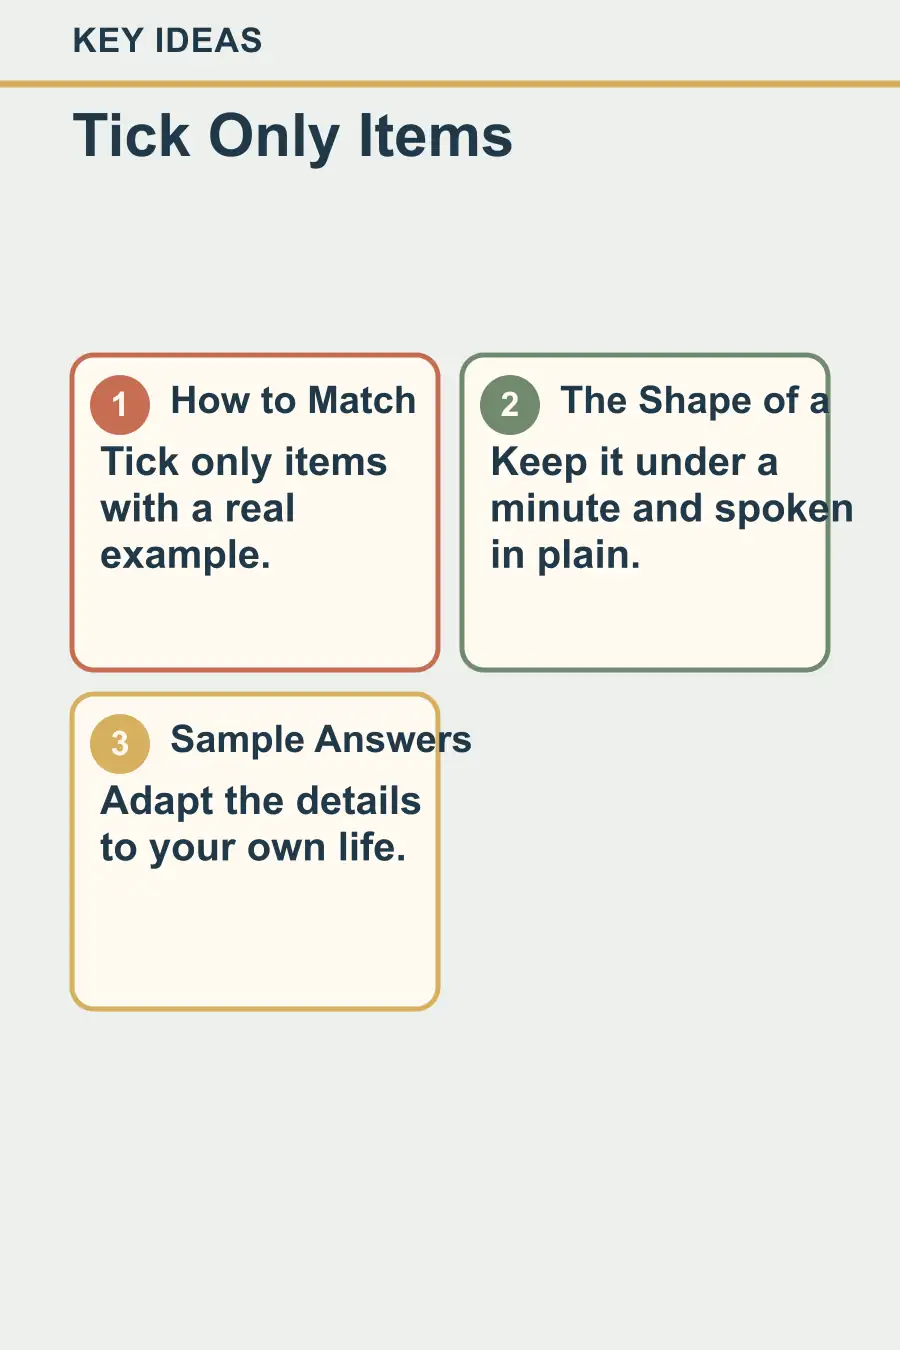 KEY IDEAS
Tick Only Items
1 How to Match
Tick only items
with a real
example.
2 The Shape of a
Keep it under a
minute and spoken
in plain.
3 Sample Answers
Adapt the details
to your own life.